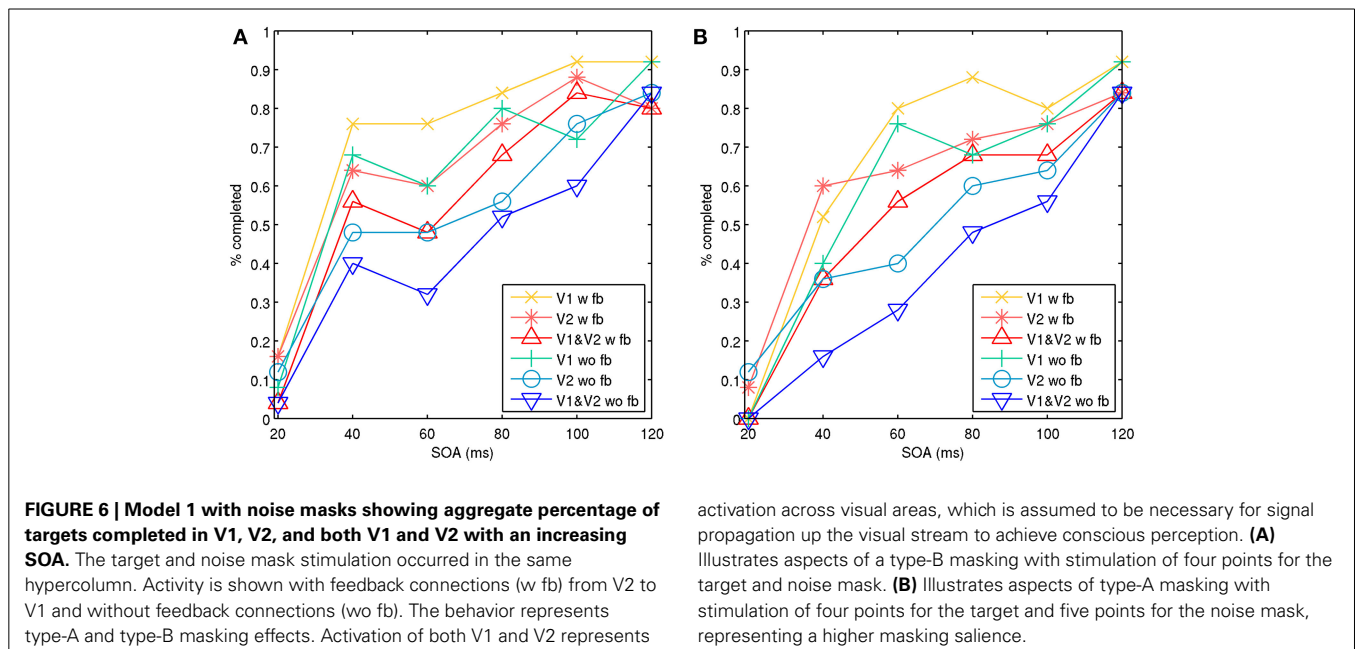 A
1
0.9
0.8
0.7
0.6
0.5
0.4
0.3
0.2
0.1
0
% completed
20 40 60 80 100 120
SOA (ms)
V1 w fb
V2 w fb
V1&V2 w fb
V1 wo fb
V2 wo fb
V1&V2 wo fb
B
1
0.9
0.8
0.7
0.6
0.5
0.4
0.3
0.2
0.1
0
% completed
20 40 60 80 100 120
SOA (ms)
V1 w fb
V2 w fb
V1&V2 w fb
V1 wo fb
V2 wo fb
V1&V2 wo fb
FIGURE 6 | Model 1 with noise masks showing aggregate percentage of
targets completed in V1, V2, and both V1 and V2 with an increasing
SOA. The target and noise mask stimulation occurred in the same
hypercolumn. Activity is shown with feedback connections (w fb) from V2 to
V1 and without feedback connections (wo fb). The behavior represents
type-A and type-B masking effects. Activation of both V1 and V2 represents
activation across visual areas, which is assumed to be necessary for signal
propagation up the visual stream to achieve conscious perception. (A)
Illustrates aspects of a type-B masking with stimulation of four points for the
target and noise mask. (B) Illustrates aspects of type-A masking with
stimulation of four points for the target and five points for the noise mask,
representing a higher masking salience.